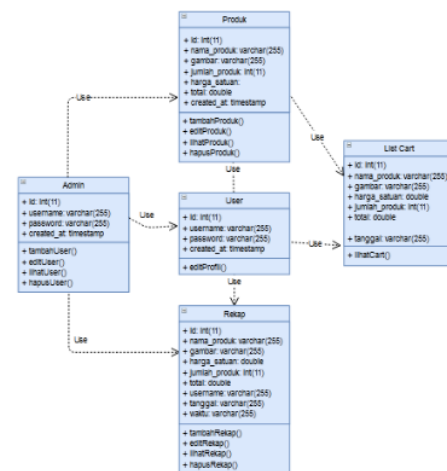 Produk
+ id: int(11)
+ nama_produk: varchar(255)
+ gambar: varchar(255)
+ jumlah_produk: int(11)
+ harga_satuan:
+ total: double
+ created_at: timestamp
+ tambahProduk()
+ editProduk()
+ lihatProduk()
+ hapusProduk()
Use
Use
Use
List Cart
+ id: int(11)
+ nama_produk: varchar(255)
+ gambar: varchar(255)
+ harga_satuan: double
+ jumlah_produk: int(11)
+ total: double
+ tanggal: varchar(255)
+ lihatCart()
Admin
+ id: int(11)
+ username: varchar(255)
+ password: varchar(255)
+ created_at: timestamp
+ tambahUser()
+ editUser()
+ lihatUser()
+ hapusUser()
Use
User
+ id: int(11)
+ username: varchar(255)
+ password: varchar(255)
+ created_at: timestamp
+ editProfil()
Use
Use
Use
Rekap
+ id: int(11)
+ nama_produk: varchar(255)
+ gambar: varchar(255)
+ harga_satuan: double
+ jumlah_produk: int(11)
+ total: double
+ username: varchar(255)
+ tanggal: varchar(255)
+ waktu: varchar(255)
+ tambahRekap()
+ editRekap()
+ lihatRekap()
+ hapusRekap()